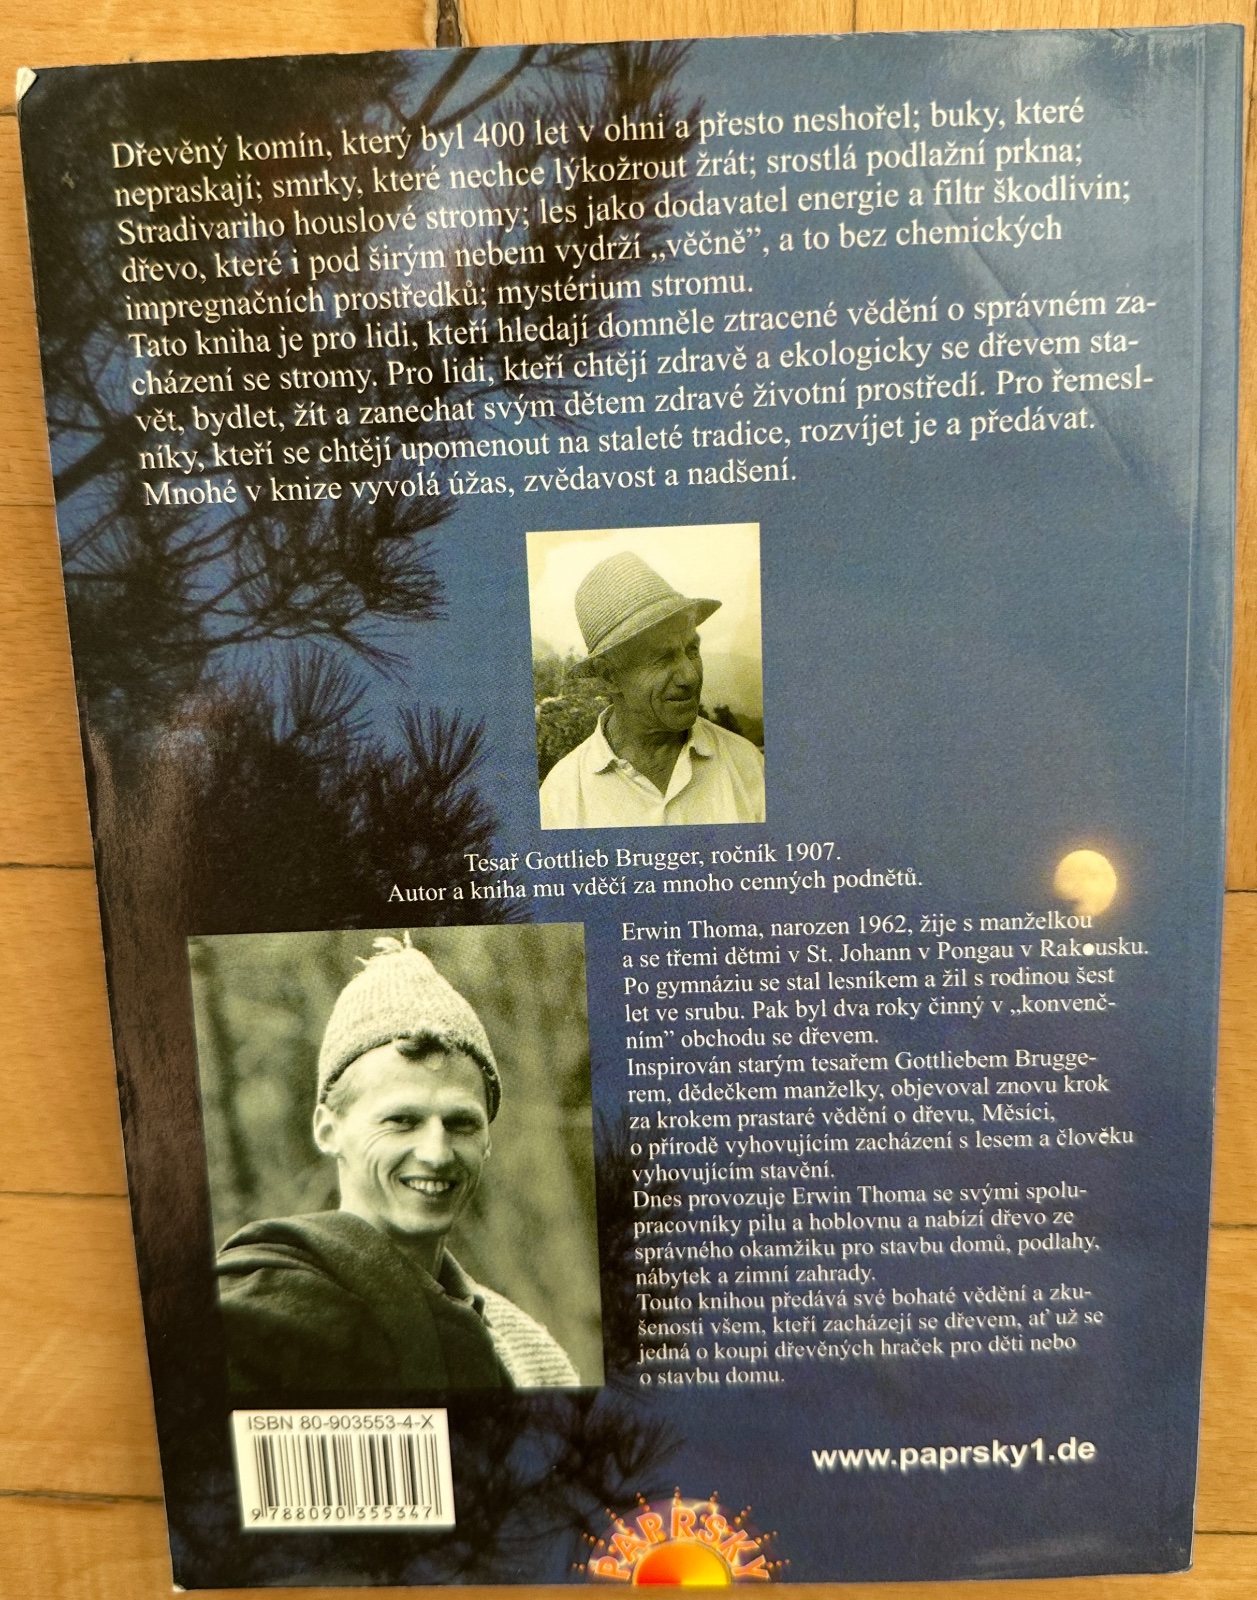 Dřevěný komín, který byl 400 let v ohni a přesto neshořel; buky, které
nepraskají; smrky, které nechce lýkožrout žrát; srostlá podlažní prkna;
Stradivariho houslové stromy; les jako dodavatel energie a filtr škodlivin;
dřevo, které i pod širým nebem vydrží „věčně”, a to bez chemických
impregnačních prostředků; mystérium stromu.
Tato kniha je pro lidi, kteří hledají domněle ztracené vědění o správném za-
cházení se stromy. Pro lidi, kteří chtějí zdravě a ekologicky se dřevem sta-
vět, bydlet, žít a zanechat svým dětem zdravé životní prostředí. Pro řemesl-
níky, kteří se chtějí upomenout na staleté tradice, rozvíjet je a předávat.
Mnohé v knize vyvolá úžas, zvědavost a nadšení.
Tesař Gottlieb Brugger, ročník 1907.
Autor a kniha mu vděčí za mnoho cenných podnětů.
Erwin Thoma, narozen 1962, žije s manželkou
a se třemi dětmi v St. Johann v Pongau v Rakousku.
Po gymnáziu se stal lesníkem a žil s rodinou šest
let ve srubu. Pak byl dva roky činný v „konvenč-
ním” obchodu se dřevem.
Inspirován starým tesařem Gottliebem Brugge-
rem, dědečkem manželky, objevoval znovu krok
za krokem prastaré vědění o dřevu, Měsíci,
o přírodě vyhovujícím zacházení s lesem a člověku
vyhovujícím stavění.
Dnes provozuje Erwin Thoma se svými spolu-
pracovníky pilu a hoblovnu a nabízí dřevo ze
správného okamžiku pro stavbu domů, podlahy,
nábytek a zimní zahrady.
Touto knihou předává své bohaté vědění a zku-
šenosti všem, kteří zacházejí se dřevem, ať už se
jedná o koupi dřevěných hraček pro děti nebo
o stavbu domu.
ISBN 80-903553-4-X
9 788090 355347
www.paprsky1.de
PAPRSKY